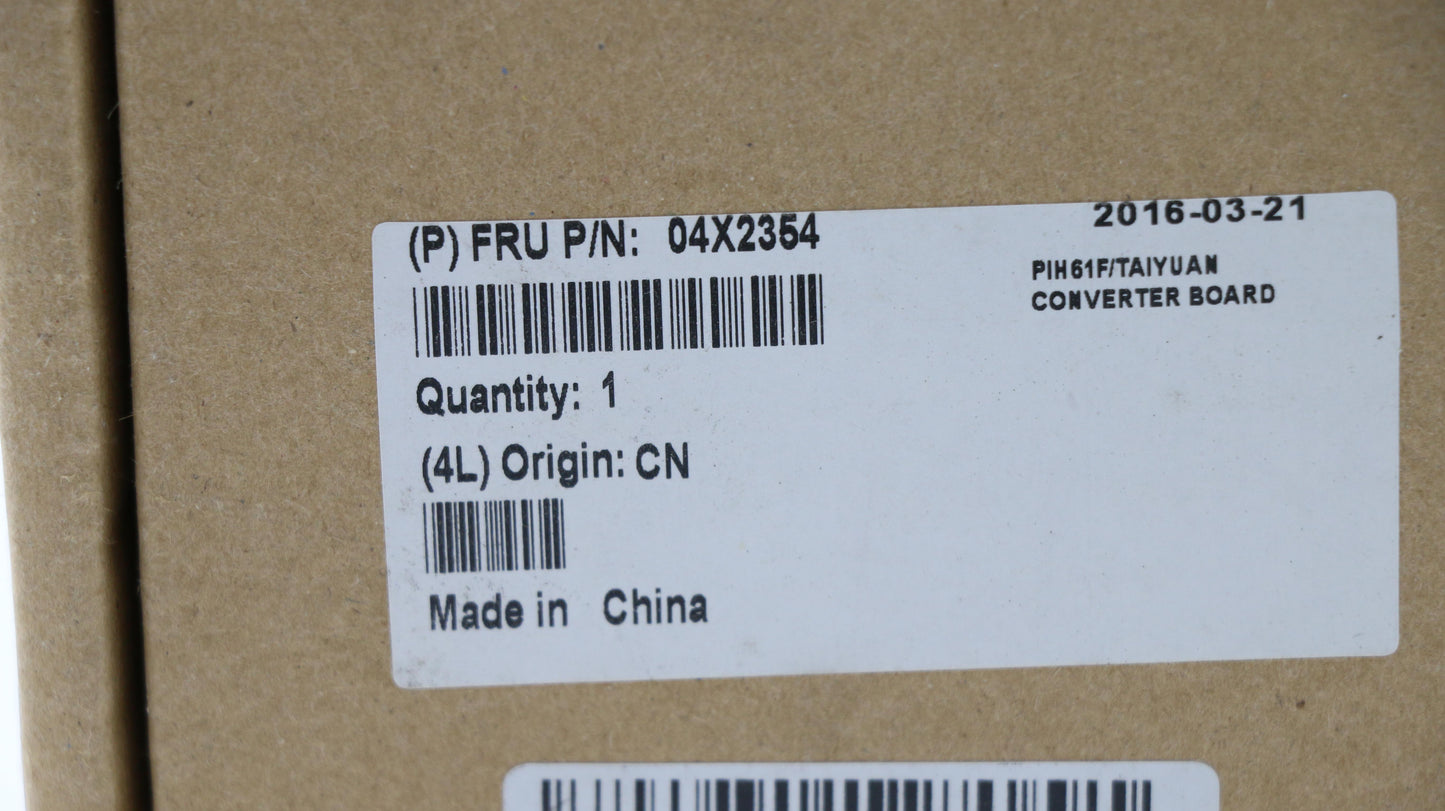 (P) FRU P/N: 04X2354
2016-03-21
PIH61F/TAIYUAN
CONVERTER BOARD
Quantity: 1
(4L) Origin: CN
Made in China